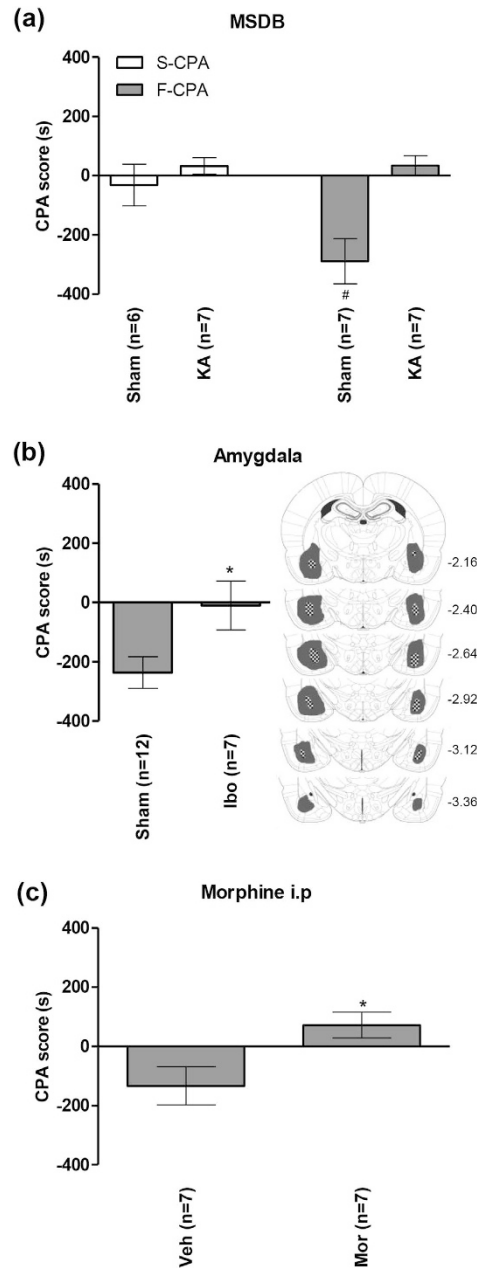 (a)
MSDB
S-CPA
F-CPA
CPA score (s)
400
200
0
-200
-400
#
Sham (n=6)
KA (n=7)
Sham (n=7)
KA (n=7)
(b)
Amygdala
CPA score (s)
400
200
0
-200
-400
*
Sham (n=12)
Ibo (n=7)
-2.16
-2.40
-2.64
-2.92
-3.12
-3.36
(c)
Morphine i.p
CPA score (s)
400
200
0
-200
-400
*
Veh (n=7)
Mor (n=7)